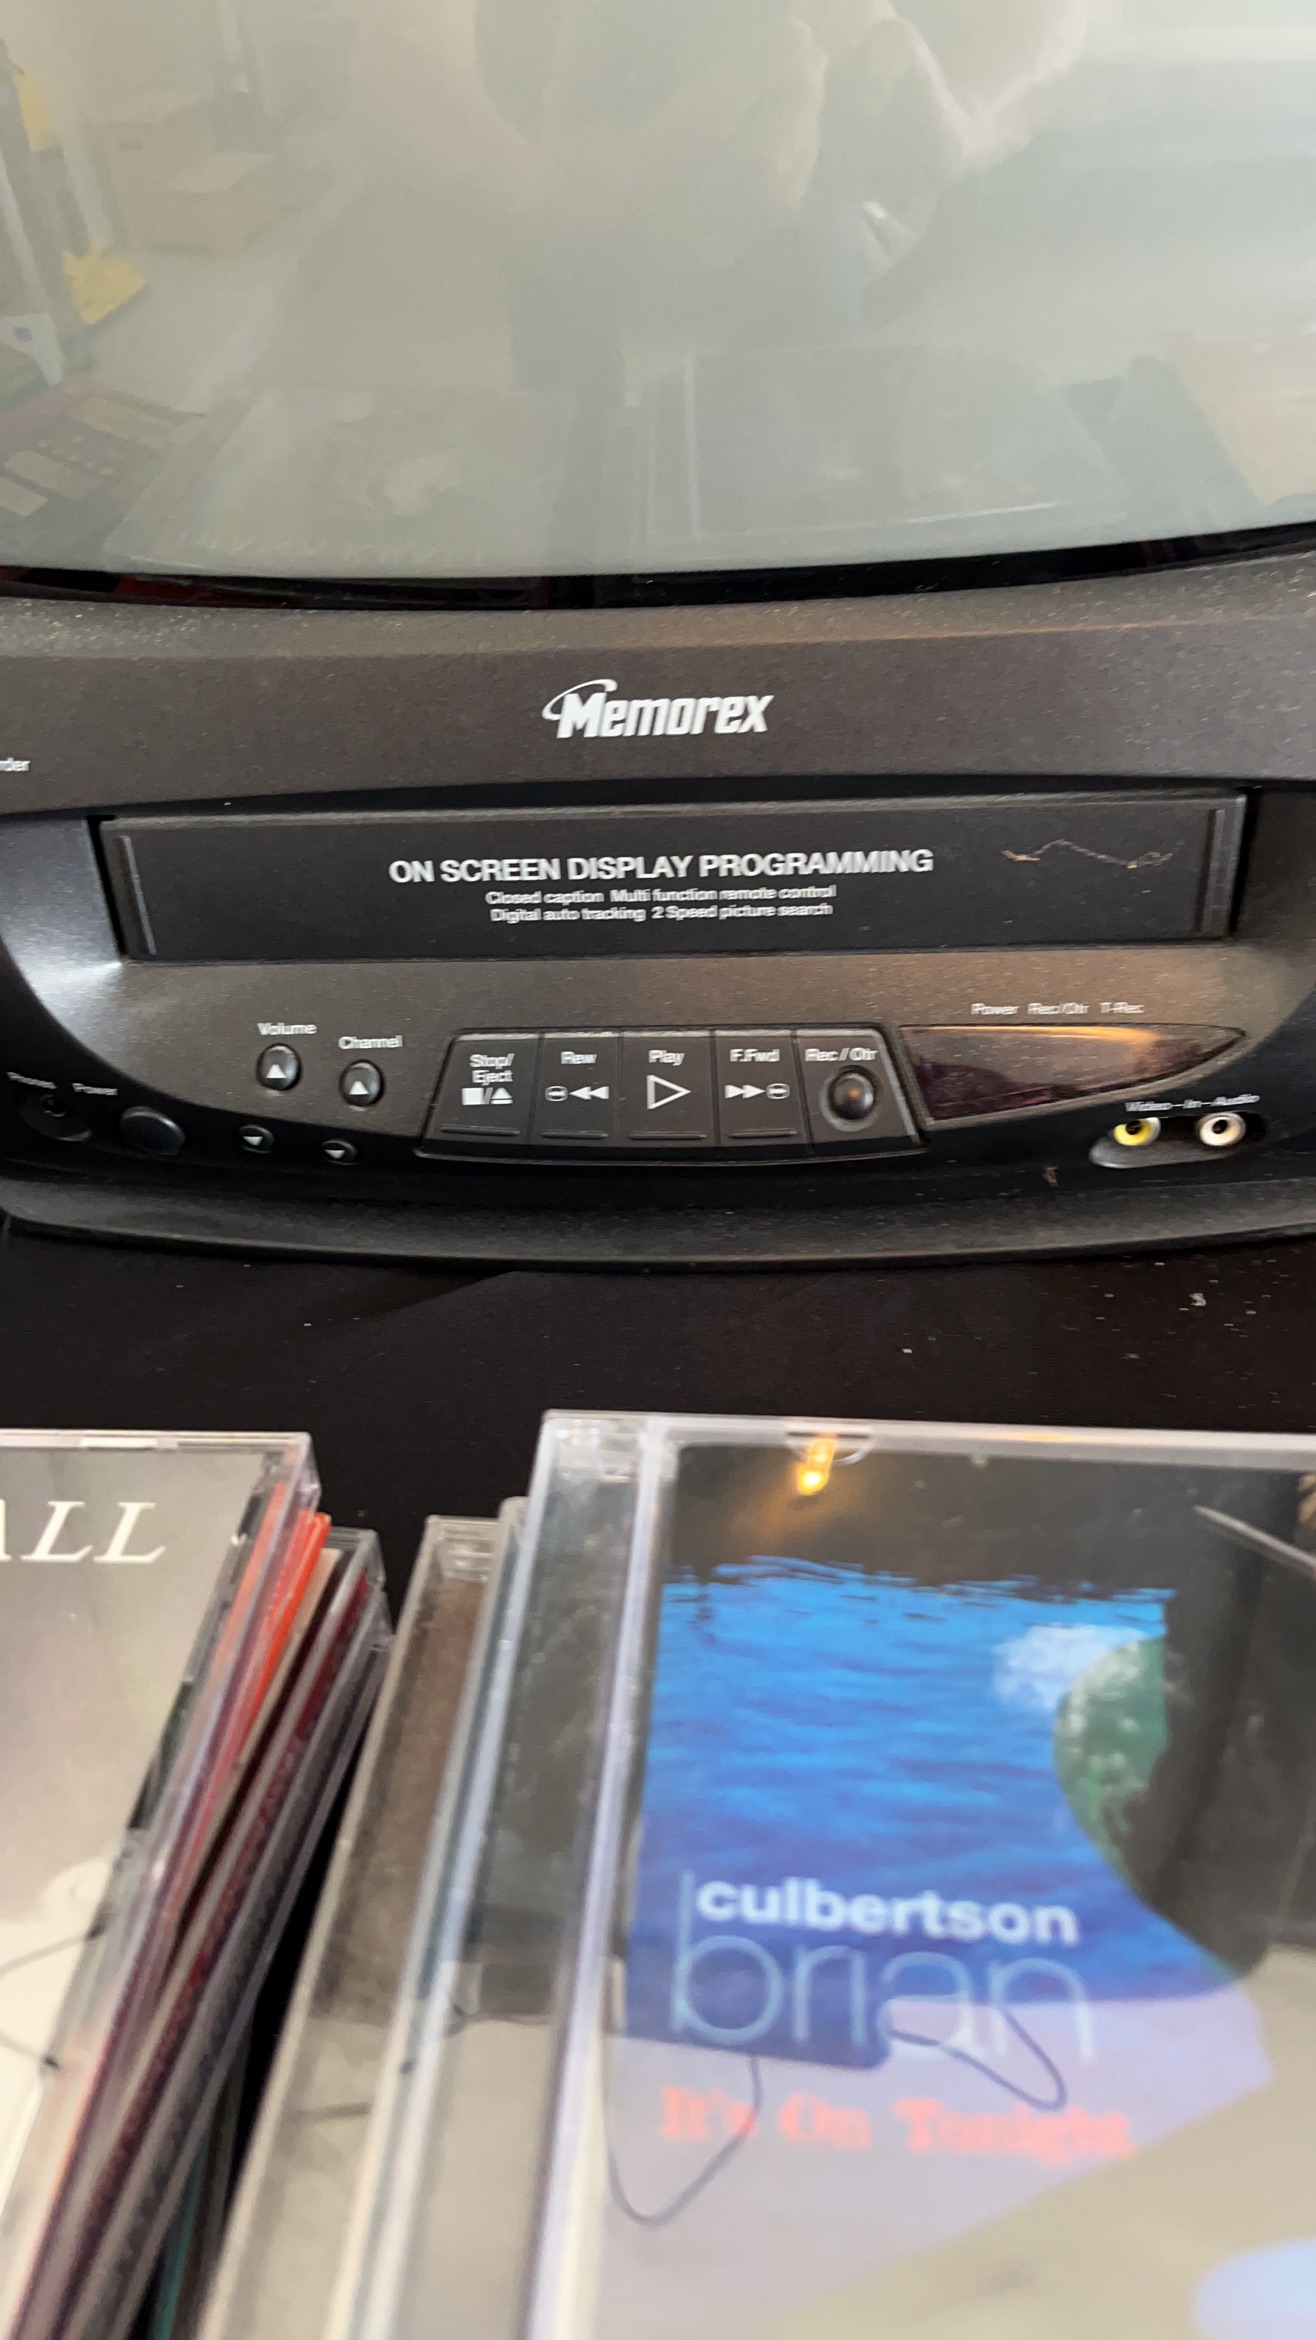 Memorex
rder
ON SCREEN DISPLAY PROGRAMMING
Closed caption Multi function remote control
Digital auto tracking 2 Speed picture search
Power Rec/Otr T-Rec
Volume
Channel
Stop/
Eject
Rew
Play
F.Fwd
Rec/Otr
Phones Power
Video-In-Audio
ALL
culbertson
brian
It's On Tonight